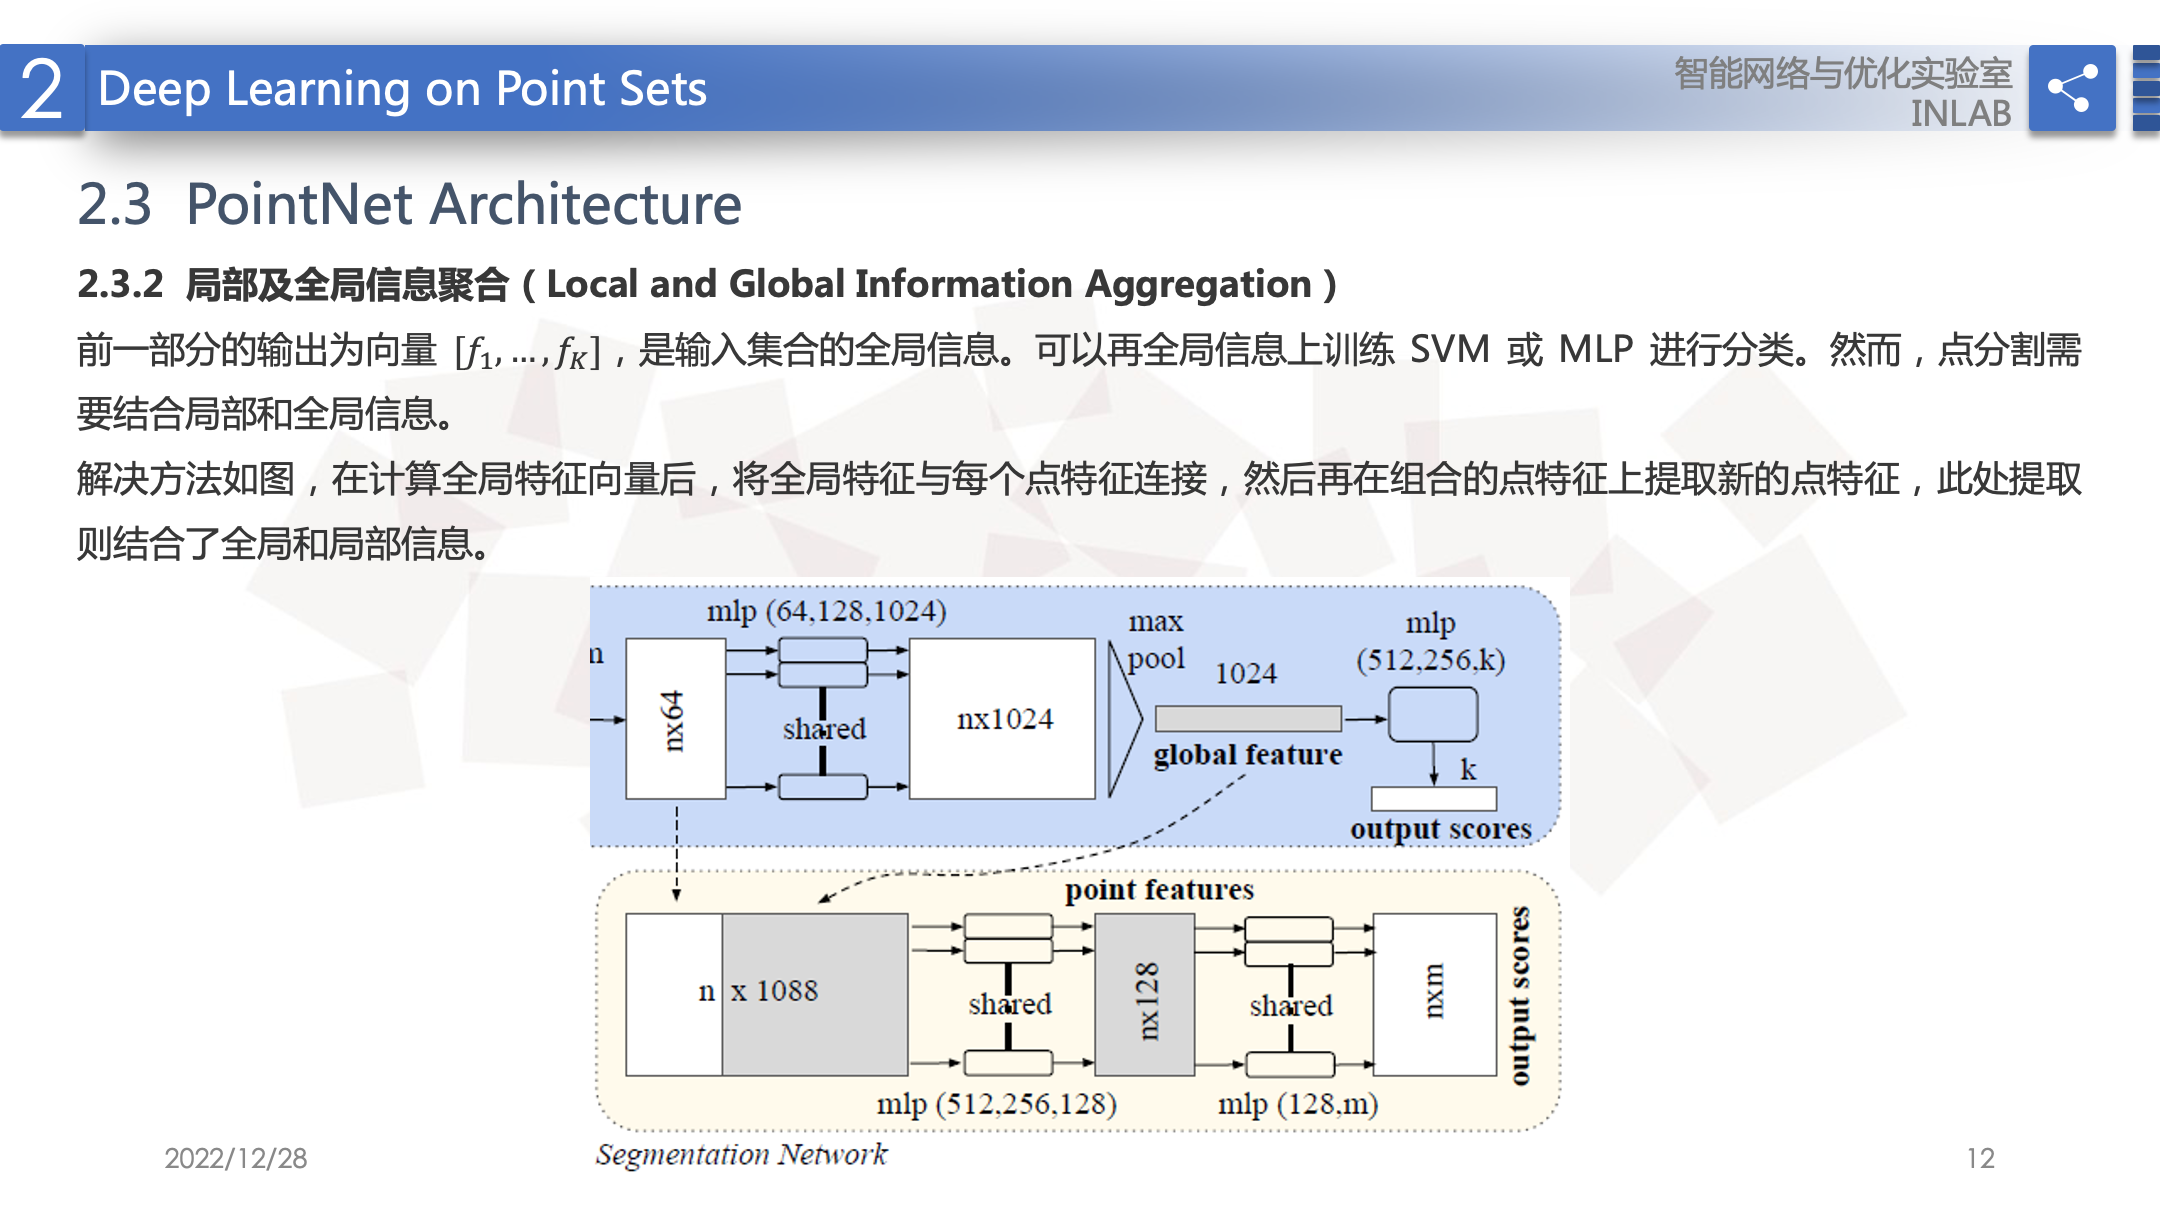 2 Deep Learning on Point Sets
智能网络与优化实验室
INLAB
2.3 PointNet Architecture
2.3.2 局部及全局信息聚合（Local and Global Information Aggregation）
前一部分的输出为向量 [f₁, … , f_K]，是输入集合的全局信息。可以再全局信息上训练 SVM 或 MLP 进行分类。然而，点分割需
要结合局部和全局信息。
解决方法如图，在计算全局特征向量后，将全局特征与每个点特征连接，然后再在组合的点特征上提取新的点特征，此处提取
则结合了全局和局部信息。
mlp (64,128,1024)
nx64
shared
nx1024
max
pool
1024
global feature
mlp
(512,256,k)
k
output scores
point features
n x 1088
shared
mlp (512,256,128)
nx128
shared
mlp (128,m)
nxm
output scores
Segmentation Network
2022/12/28
12